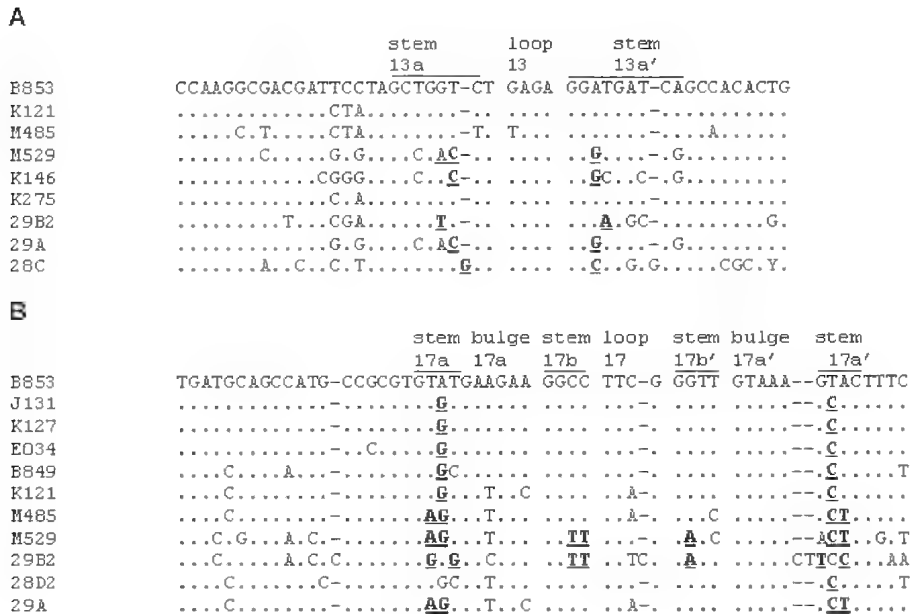 A
stem loop stem
13a 13 13a'
B853 CCAAGGCGACGATTCCTAGCTGGT-CT GAGA GGATGAT-CAGCCACACTG
K121 ............CTA.......-.. .... .......-...........
M485 .....C.T....CTA........-T. T... .......-....A......
M529 .......C.....G.G....C.AC-.. .... ..G....-.G.........
K146 ............CGGG....C..C-.. .... ..GC..C-.G.........
K275 .............C.A........-.. .... .......-...........
29B2 .........T...CGA......T.-.. .... ...A.GC..........G.
29A .............G.G....C.AC-.. .... ..G....-.G.........
28C .......A..C..C.T........G.. .... ..C..G.G.....CGC.Y.
B
stem bulge stem loop stem bulge stem
17a 17a 17b 17 17b' 17a' 17a'
B853 TGATGCAGCCATG-CCGCGTGTATGAAGAA GGCC TTC-G GGTT GTAAA--GTACTTTC
J131 .............-........G....... .... ...-. .... .....--.C......
K127 .............-........G....... .... ...-. .... .....--.C......
E034 .............-..C.....G....... .... ...-. .... .....--.C......
B849 ....C....A...-........GC...... .... ...-. .... .....--.C.....T
K121 ....C........-........G...T..C .... ..A-. .... .....--.C......
M485 ....C........-.......AG...T... .... ..A-. ..C. .....--.CT.....
M529 ...C.G....A.C.-.......AG...T... ..TT ...-. A.C. .....--ACT..G.T
29B2 ....C....A.C.C.......G.G..C... ..TT ..TC. A... .....CTTCC...AA
28D2 ....C.......C-........GC..T... .... ...-. .... .....--.C.....T
29A ....C........-.......AG...T..C .... ..A-. .... .....--.CT.....